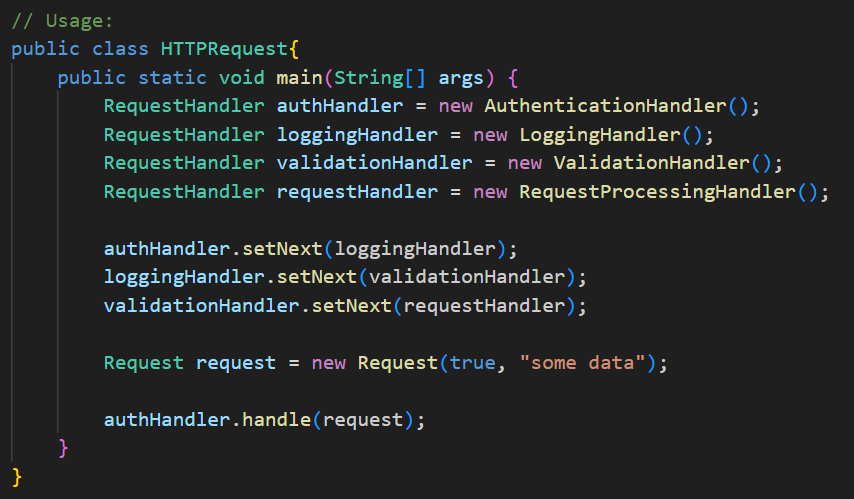 // Usage:
public class HTTPRequest{
    public static void main(String[] args) {
        RequestHandler authHandler = new AuthenticationHandler();
        RequestHandler loggingHandler = new LoggingHandler();
        RequestHandler validationHandler = new ValidationHandler();
        RequestHandler requestHandler = new RequestProcessingHandler();

        authHandler.setNext(loggingHandler);
        loggingHandler.setNext(validationHandler);
        validationHandler.setNext(requestHandler);

        Request request = new Request(true, "some data");

        authHandler.handle(request);
    }
}